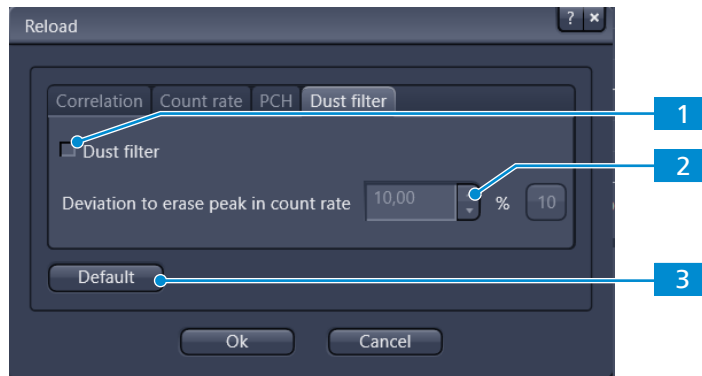 Reload ? ×
Correlation Count rate PCH Dust filter
1
Dust filter
2
Deviation to erase peak in count rate 10,00 % 10
Default
3
Ok Cancel